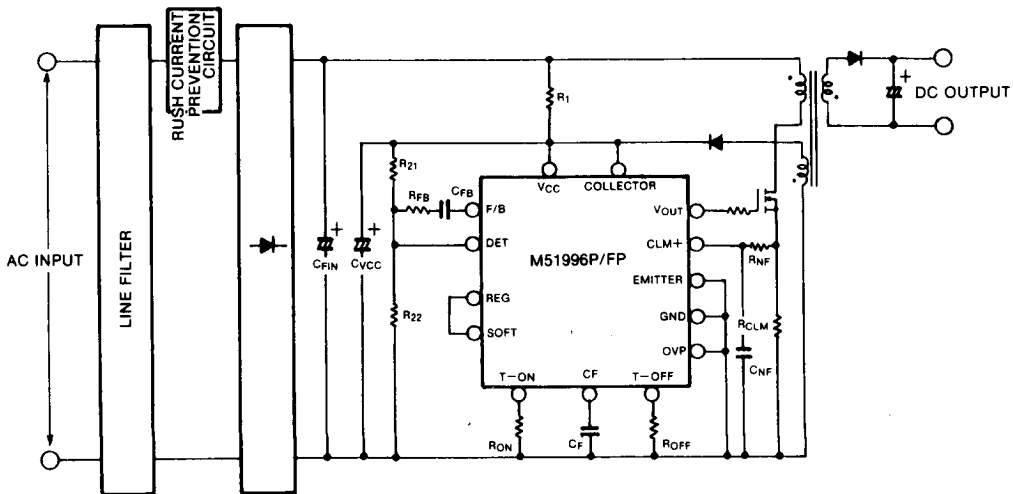 RUSH CURRENT
PREVENTION
CIRCUIT
+
DC OUTPUT
R1
R21
VCC
COLLECTOR
RFB
CFB
F/B
VOUT
DET
CLM+
RNF
+
CFIN
+
CVCC
M51996P/FP
AC INPUT
LINE FILTER
EMITTER
REG
GND
RCLM
R22
SOFT
OVP
CNF
T-ON
CF
T-OFF
RON
CF
ROFF